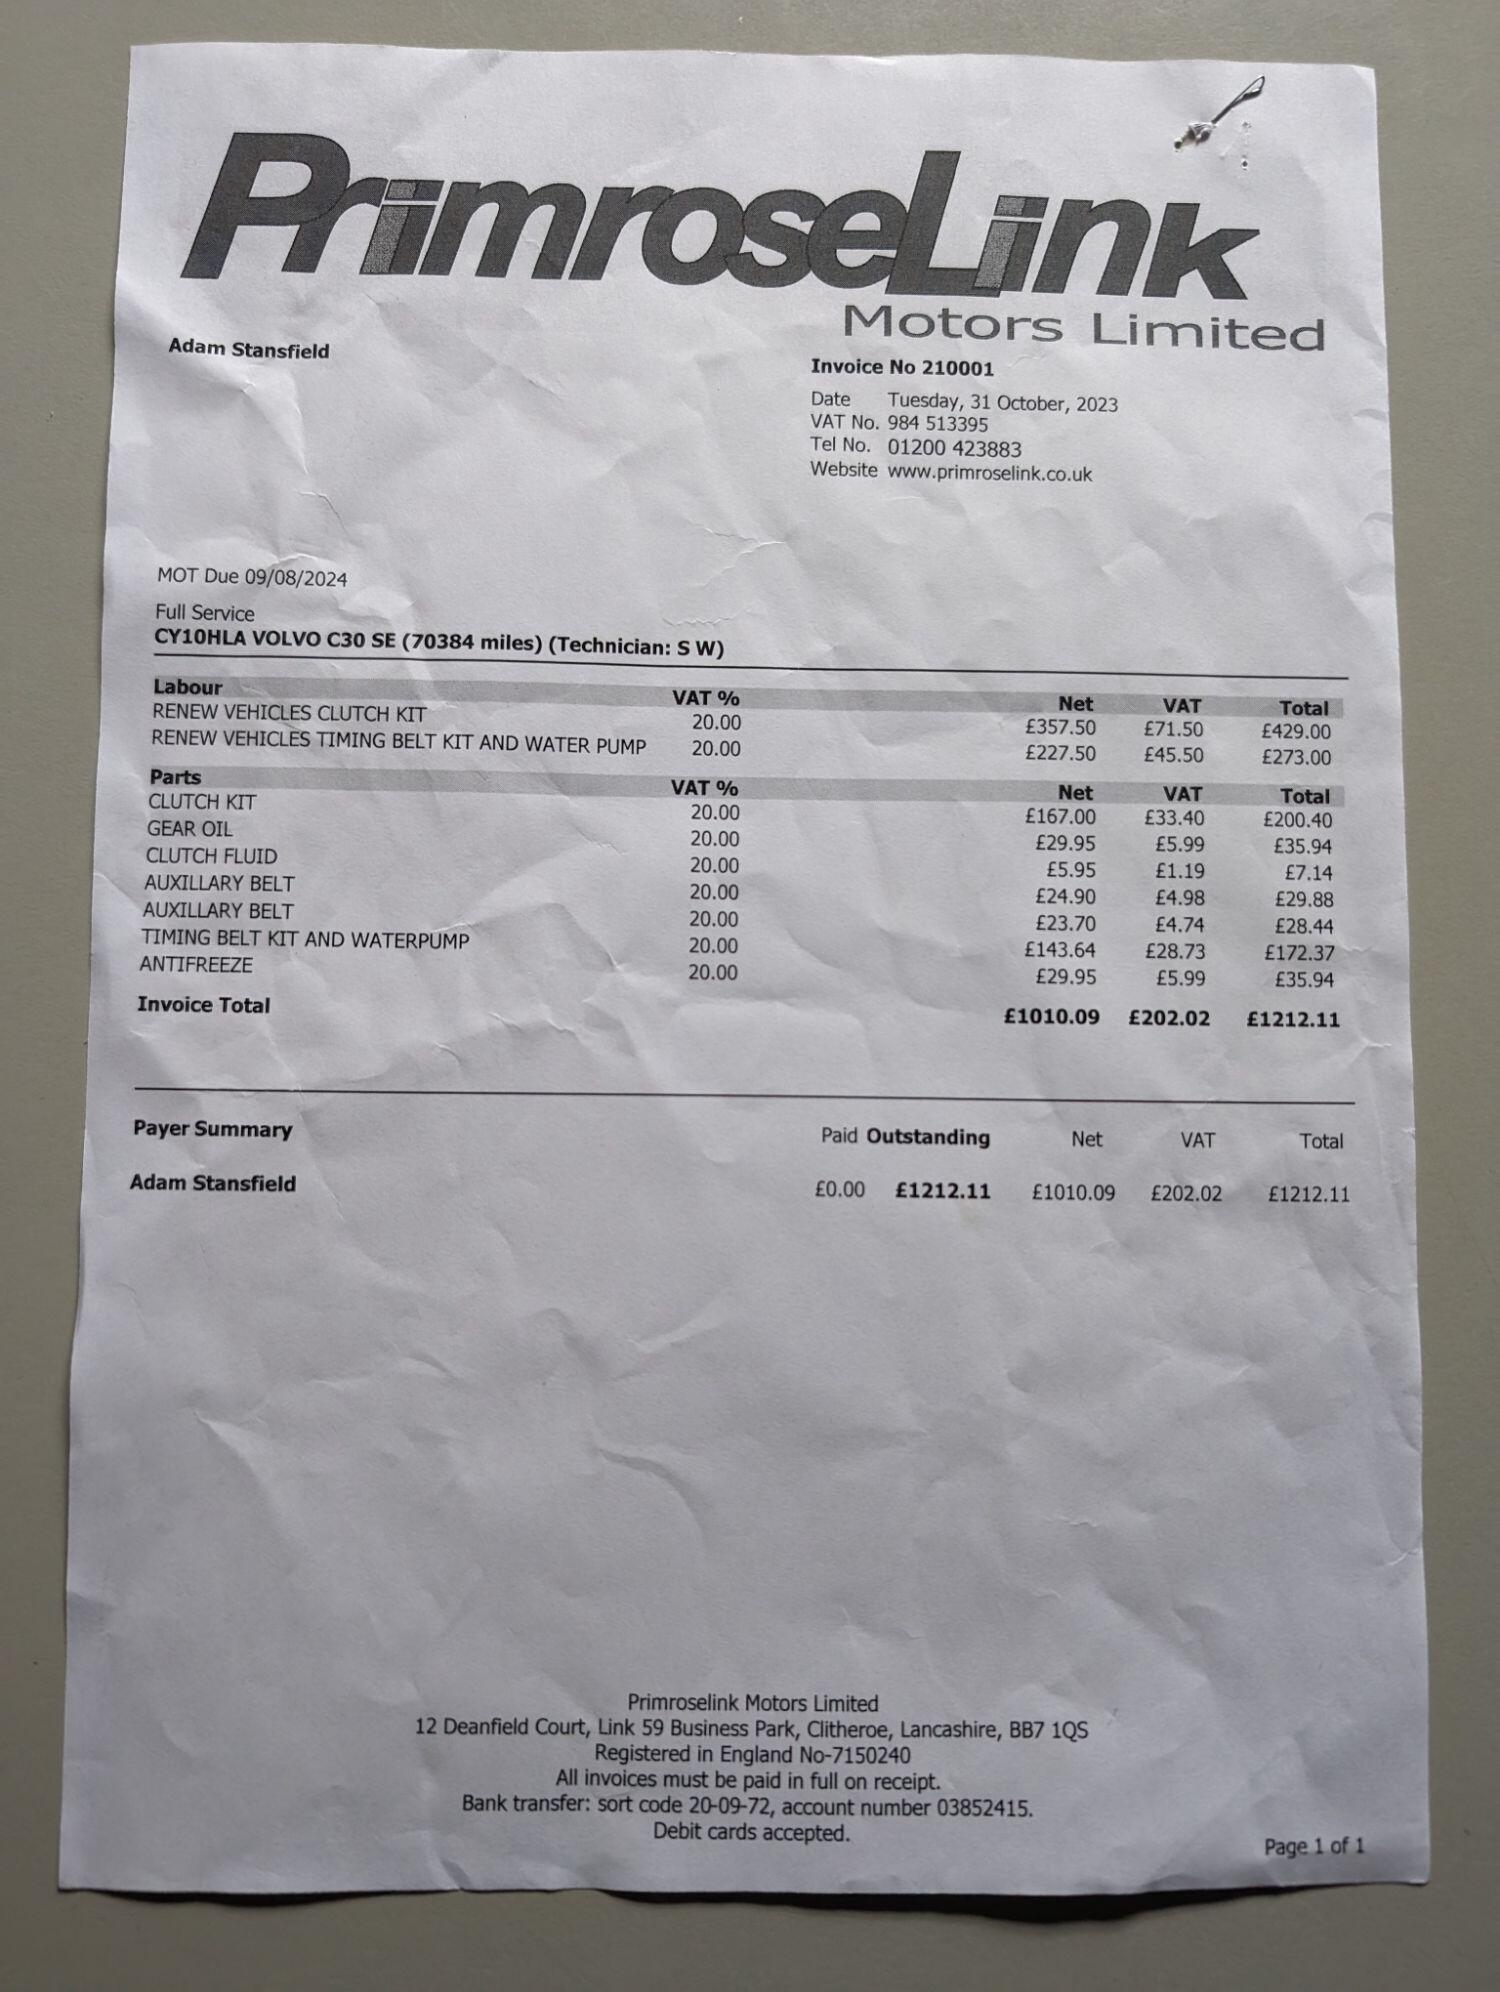 PrimroseLink
Motors Limited
Adam Stansfield
Invoice No 210001
Date Tuesday, 31 October, 2023
VAT No. 984 513395
Tel No. 01200 423883
Website www.primroselink.co.uk
MOT Due 09/08/2024
Full Service
CY10HLA VOLVO C30 SE (70384 miles) (Technician: S W)
Labour VAT % Net VAT Total
RENEW VEHICLES CLUTCH KIT 20.00 £357.50 £71.50 £429.00
RENEW VEHICLES TIMING BELT KIT AND WATER PUMP 20.00 £227.50 £45.50 £273.00
Parts VAT % Net VAT Total
CLUTCH KIT 20.00 £167.00 £33.40 £200.40
GEAR OIL 20.00 £29.95 £5.99 £35.94
CLUTCH FLUID 20.00 £5.95 £1.19 £7.14
AUXILLARY BELT 20.00 £24.90 £4.98 £29.88
AUXILLARY BELT 20.00 £23.70 £4.74 £28.44
TIMING BELT KIT AND WATERPUMP 20.00 £143.64 £28.73 £172.37
ANTIFREEZE 20.00 £29.95 £5.99 £35.94
Invoice Total £1010.09 £202.02 £1212.11
Payer Summary Paid Outstanding Net VAT Total
Adam Stansfield £0.00 £1212.11 £1010.09 £202.02 £1212.11
Primroselink Motors Limited
12 Deanfield Court, Link 59 Business Park, Clitheroe, Lancashire, BB7 1QS
Registered in England No-7150240
All invoices must be paid in full on receipt.
Bank transfer: sort code 20-09-72, account number 03852415.
Debit cards accepted.
Page 1 of 1